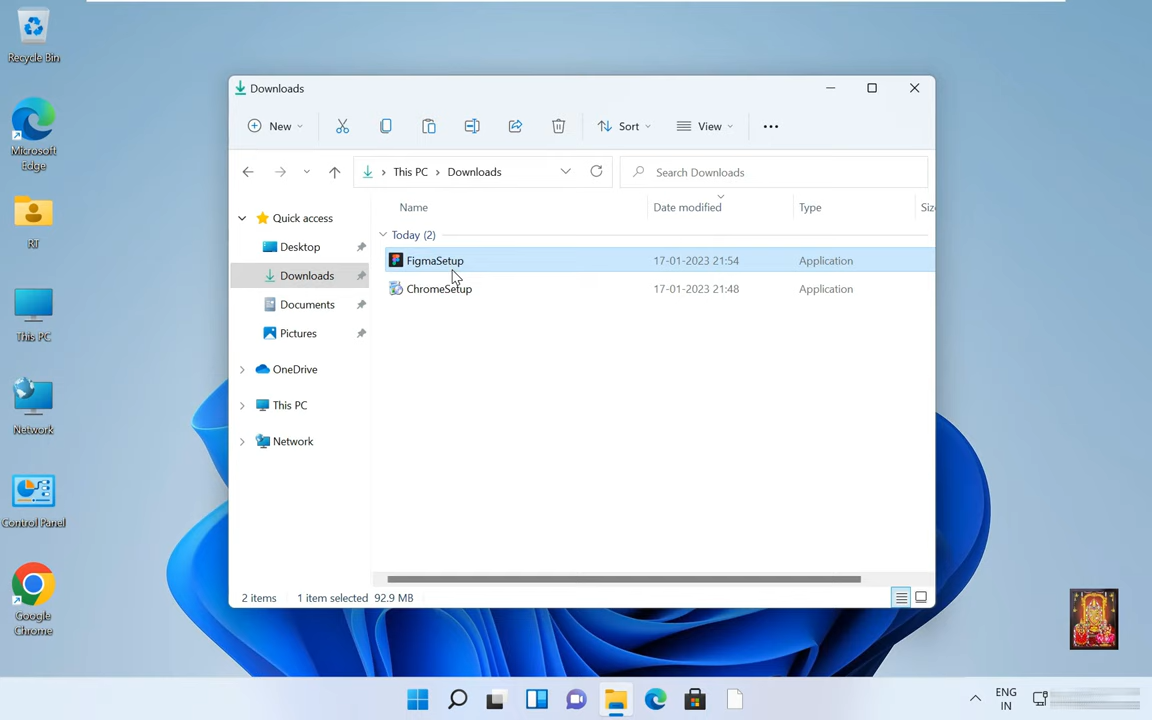 Recycle Bin
Microsoft
Edge
RT
This PC
Network
Control Panel
Google
Chrome
Downloads
New
Sort
View
This PC
Downloads
Search Downloads
Name
Date modified
Type
Siz
Quick access
Desktop
Downloads
Documents
Pictures
OneDrive
This PC
Network
Today (2)
FigmaSetup 17-01-2023 21:54 Application
ChromeSetup 17-01-2023 21:48 Application
2 items 1 item selected 92.9 MB
ENG
IN